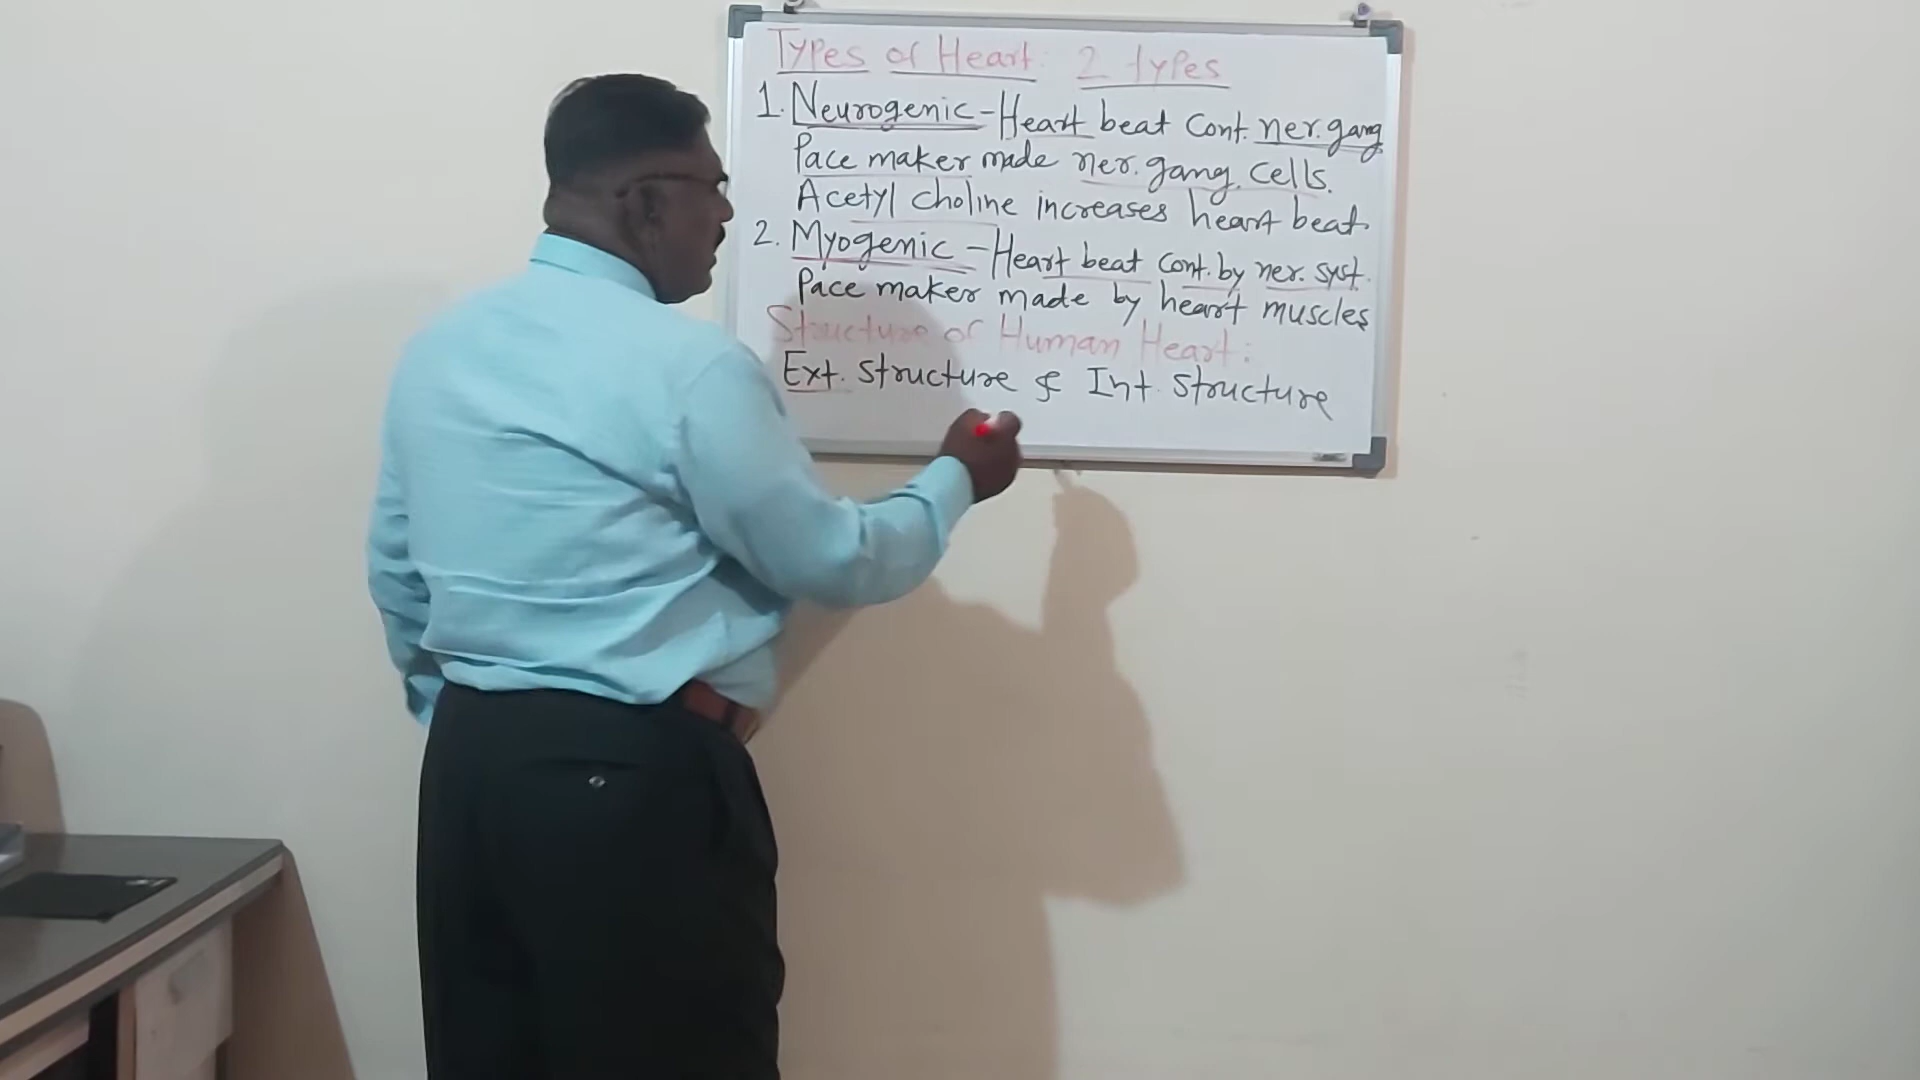 Types of Heart: 2 types
1. Neurogenic - Heart beat Cont. ner. gang
Pace maker made ner. gang. cells.
Acetyl choline increases heart beat
2. Myogenic - Heart beat Cont. by ner. syst.
Pace maker made by heart muscles
Structure of Human Heart:
Ext. Structure & Int. Structure